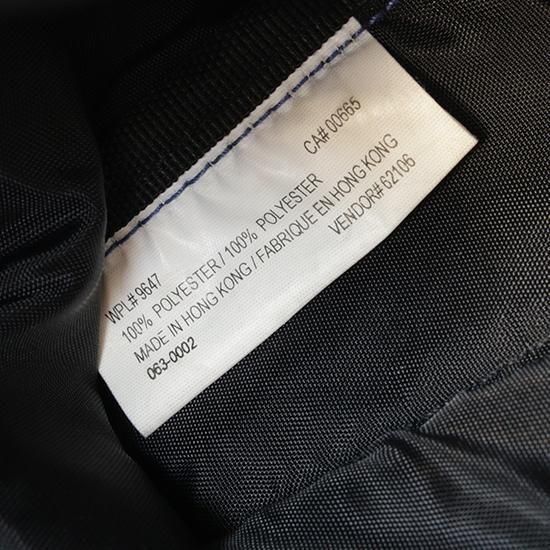 WPL# 9647 CA# 00665
100% POLYESTER / 100% POLYESTER
MADE IN HONG KONG / FABRIQUE EN HONG KONG
063-0002 VENDOR# 62106